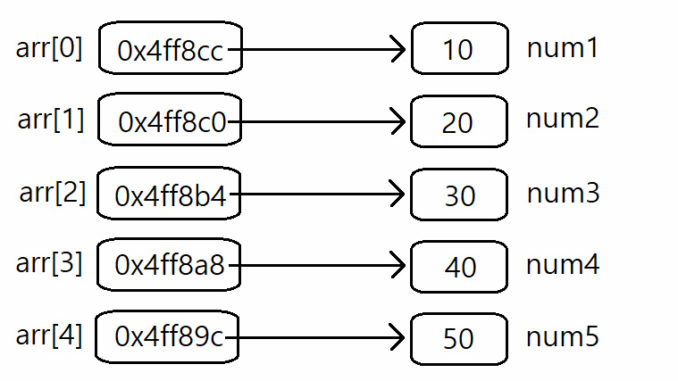 arr[0] 0x4ff8cc 10 num1
arr[1] 0x4ff8c0 20 num2
arr[2] 0x4ff8b4 30 num3
arr[3] 0x4ff8a8 40 num4
arr[4] 0x4ff89c 50 num5